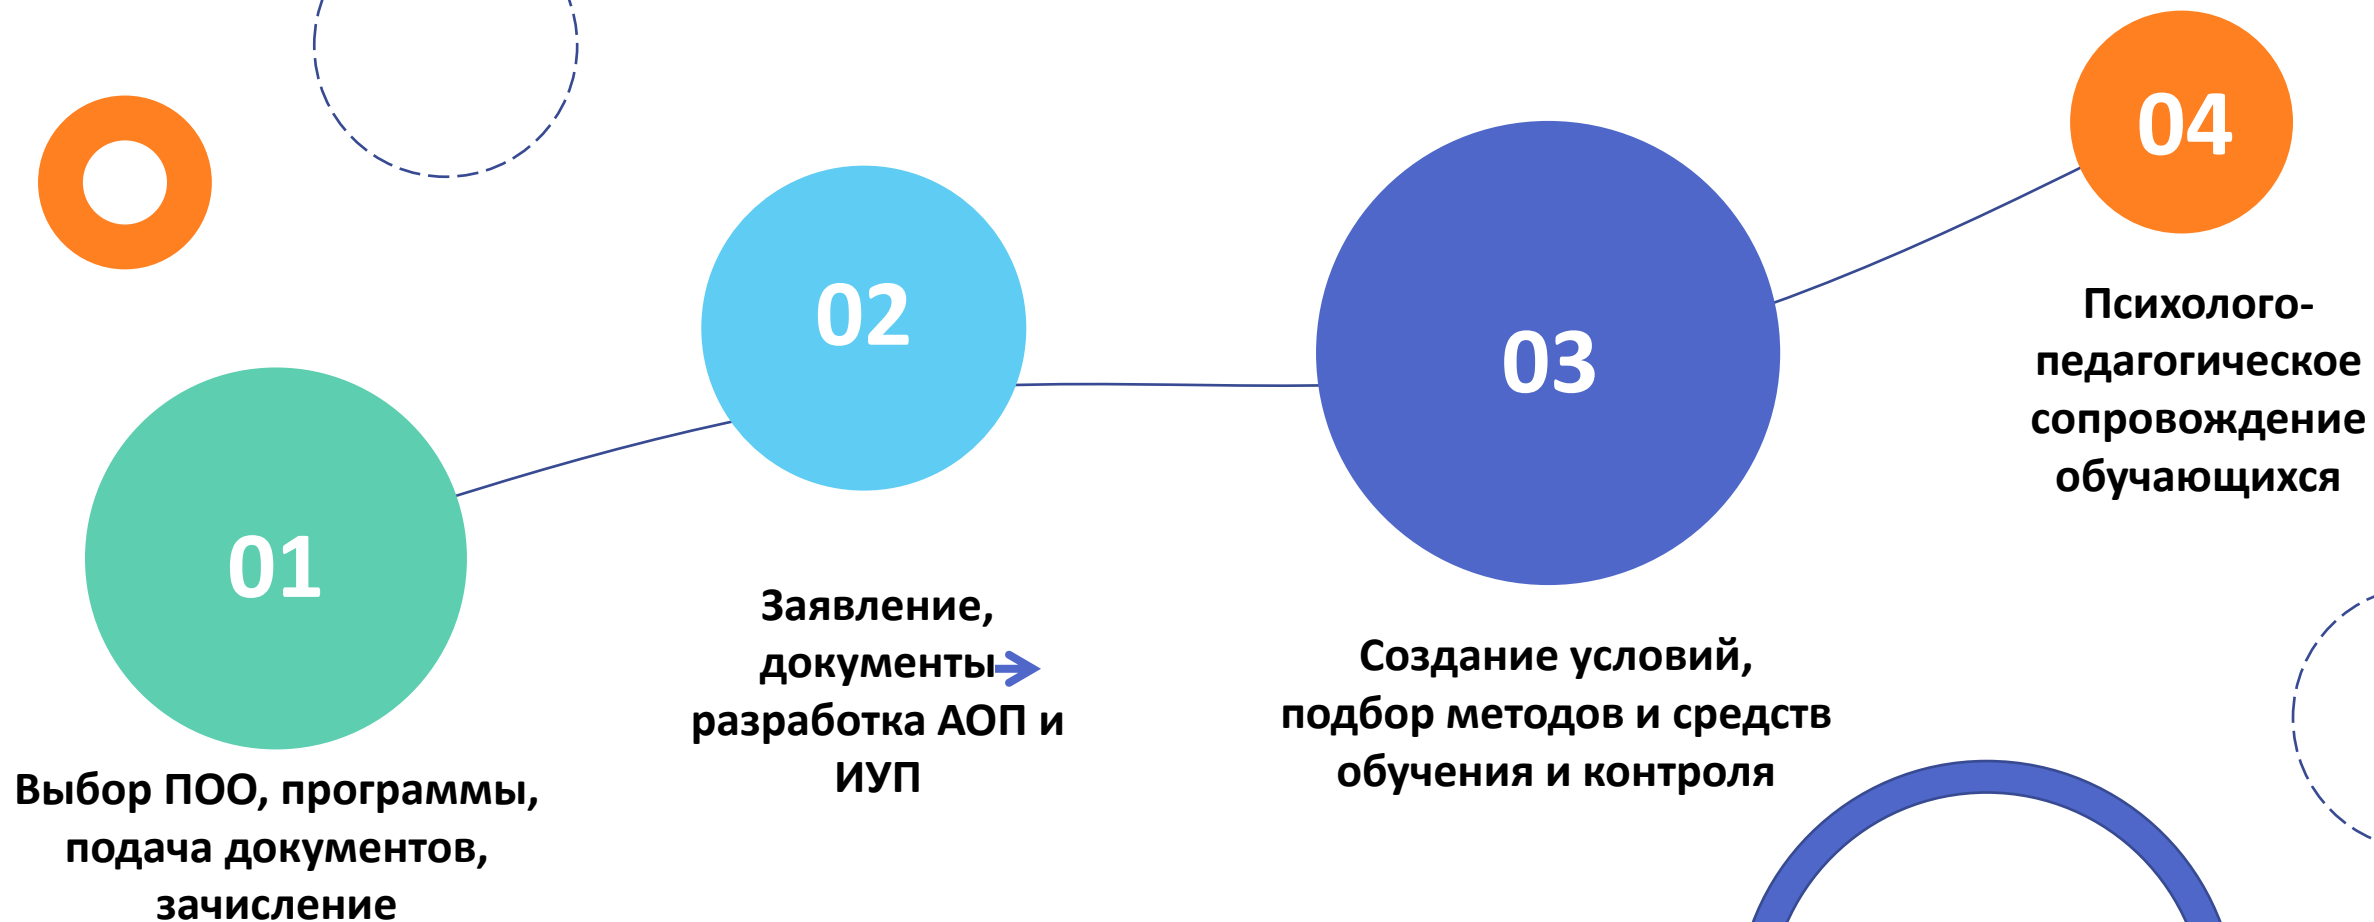 01
Выбор ПОО, программы,
подача документов,
зачисление
02
Заявление,
документы
разработка АОП и
ИУП
03
Создание условий,
подбор методов и средств
обучения и контроля
04
Психолого-
педагогическое
сопровождение
обучающихся